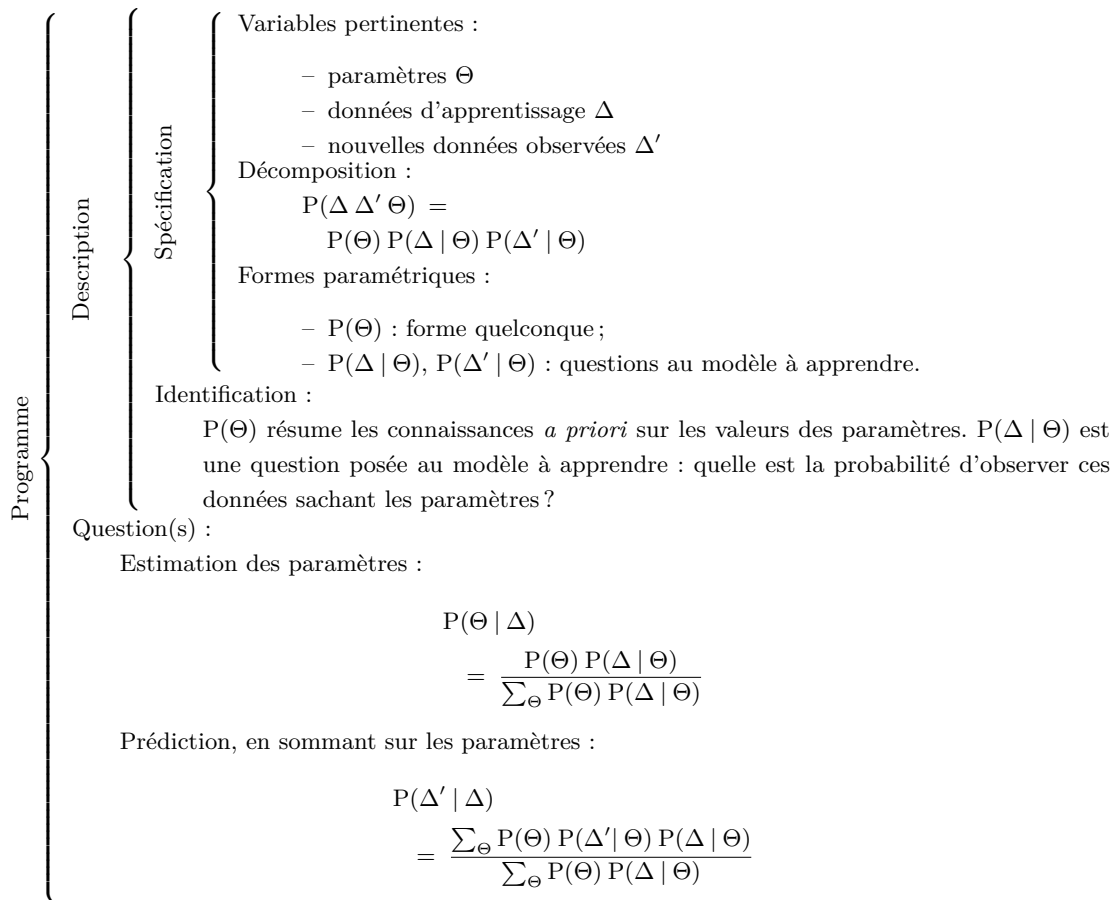 Programme
Description
Spécification
Variables pertinentes :
– paramètres Θ
– données d'apprentissage Δ
– nouvelles données observées Δ′
Décomposition :
P(Δ Δ′ Θ) =
P(Θ) P(Δ | Θ) P(Δ′ | Θ)
Formes paramétriques :
– P(Θ) : forme quelconque ;
– P(Δ | Θ), P(Δ′ | Θ) : questions au modèle à apprendre.
Identification :
P(Θ) résume les connaissances a priori sur les valeurs des paramètres. P(Δ | Θ) est
une question posée au modèle à apprendre : quelle est la probabilité d'observer ces
données sachant les paramètres ?
Question(s) :
Estimation des paramètres :
P(Θ | Δ)
= P(Θ) P(Δ | Θ)
∑Θ P(Θ) P(Δ | Θ)
Prédiction, en sommant sur les paramètres :
P(Δ′ | Δ)
= ∑Θ P(Θ) P(Δ′| Θ) P(Δ | Θ)
∑Θ P(Θ) P(Δ | Θ)